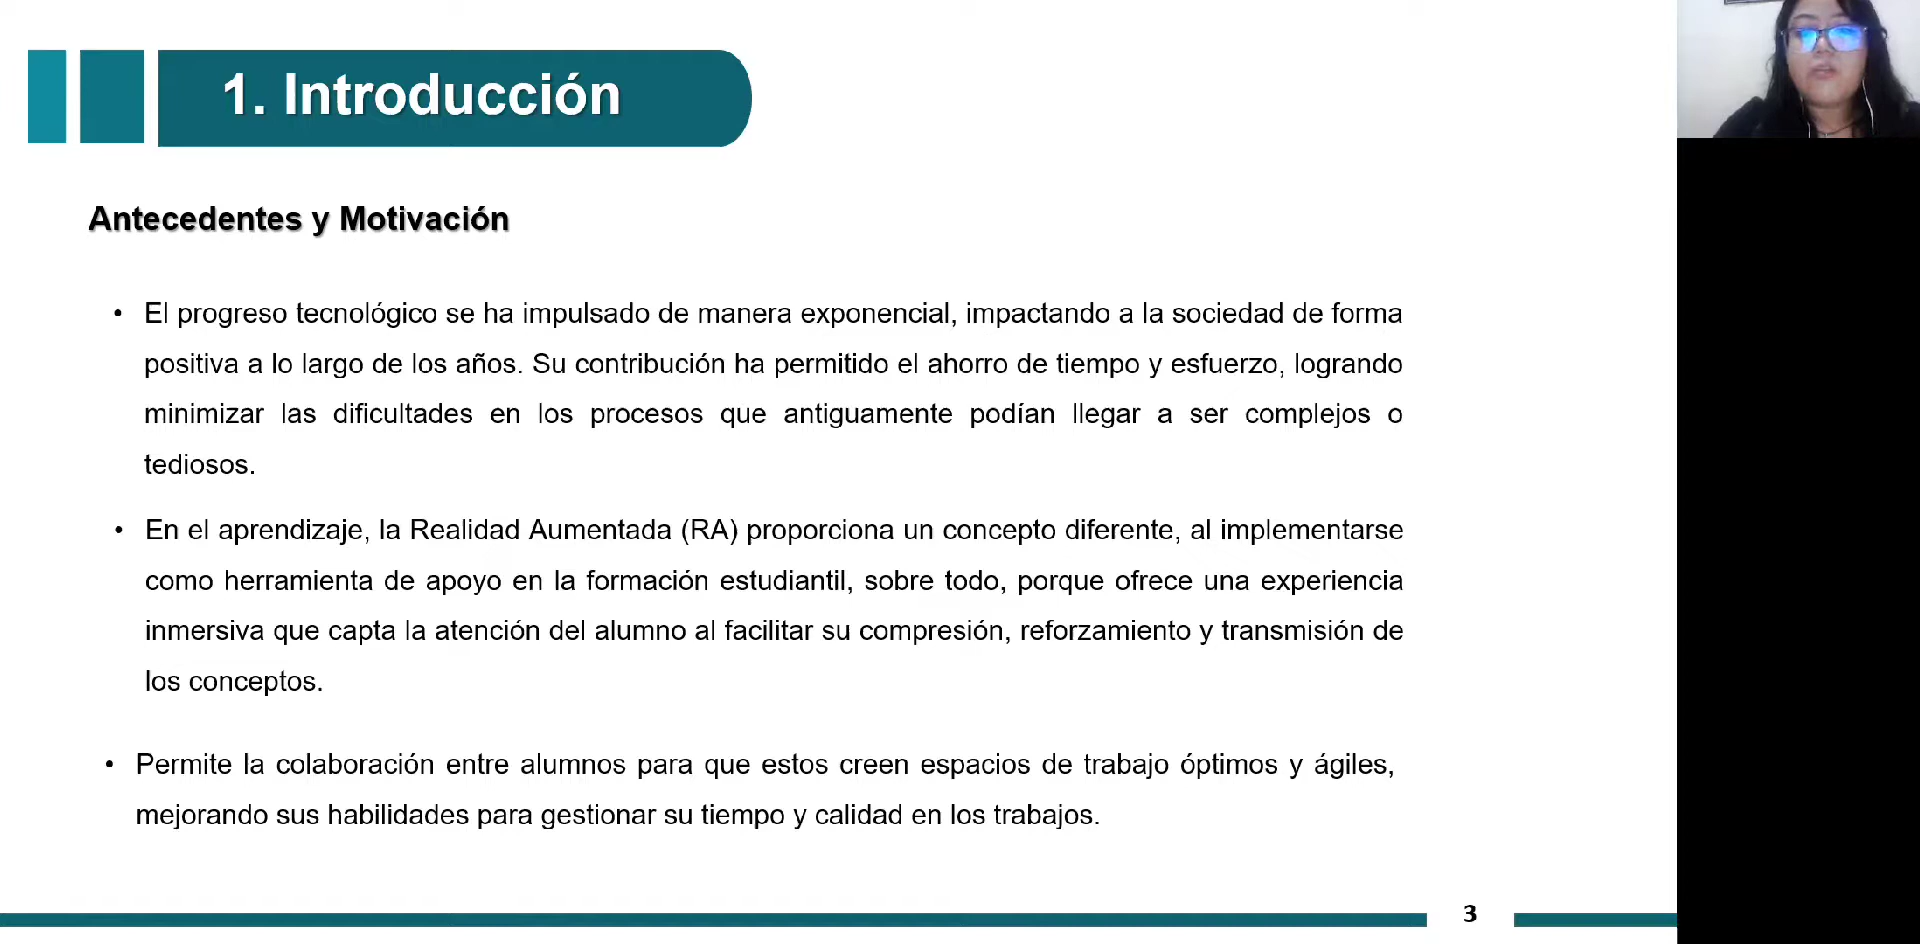 1. Introducción
Antecedentes y Motivación
• El progreso tecnológico se ha impulsado de manera exponencial, impactando a la sociedad de forma
positiva a lo largo de los años. Su contribución ha permitido el ahorro de tiempo y esfuerzo, logrando
minimizar las dificultades en los procesos que antiguamente podían llegar a ser complejos o
tediosos.
• En el aprendizaje, la Realidad Aumentada (RA) proporciona un concepto diferente, al implementarse
como herramienta de apoyo en la formación estudiantil, sobre todo, porque ofrece una experiencia
inmersiva que capta la atención del alumno al facilitar su compresión, reforzamiento y transmisión de
los conceptos.
• Permite la colaboración entre alumnos para que estos creen espacios de trabajo óptimos y ágiles,
mejorando sus habilidades para gestionar su tiempo y calidad en los trabajos.
3